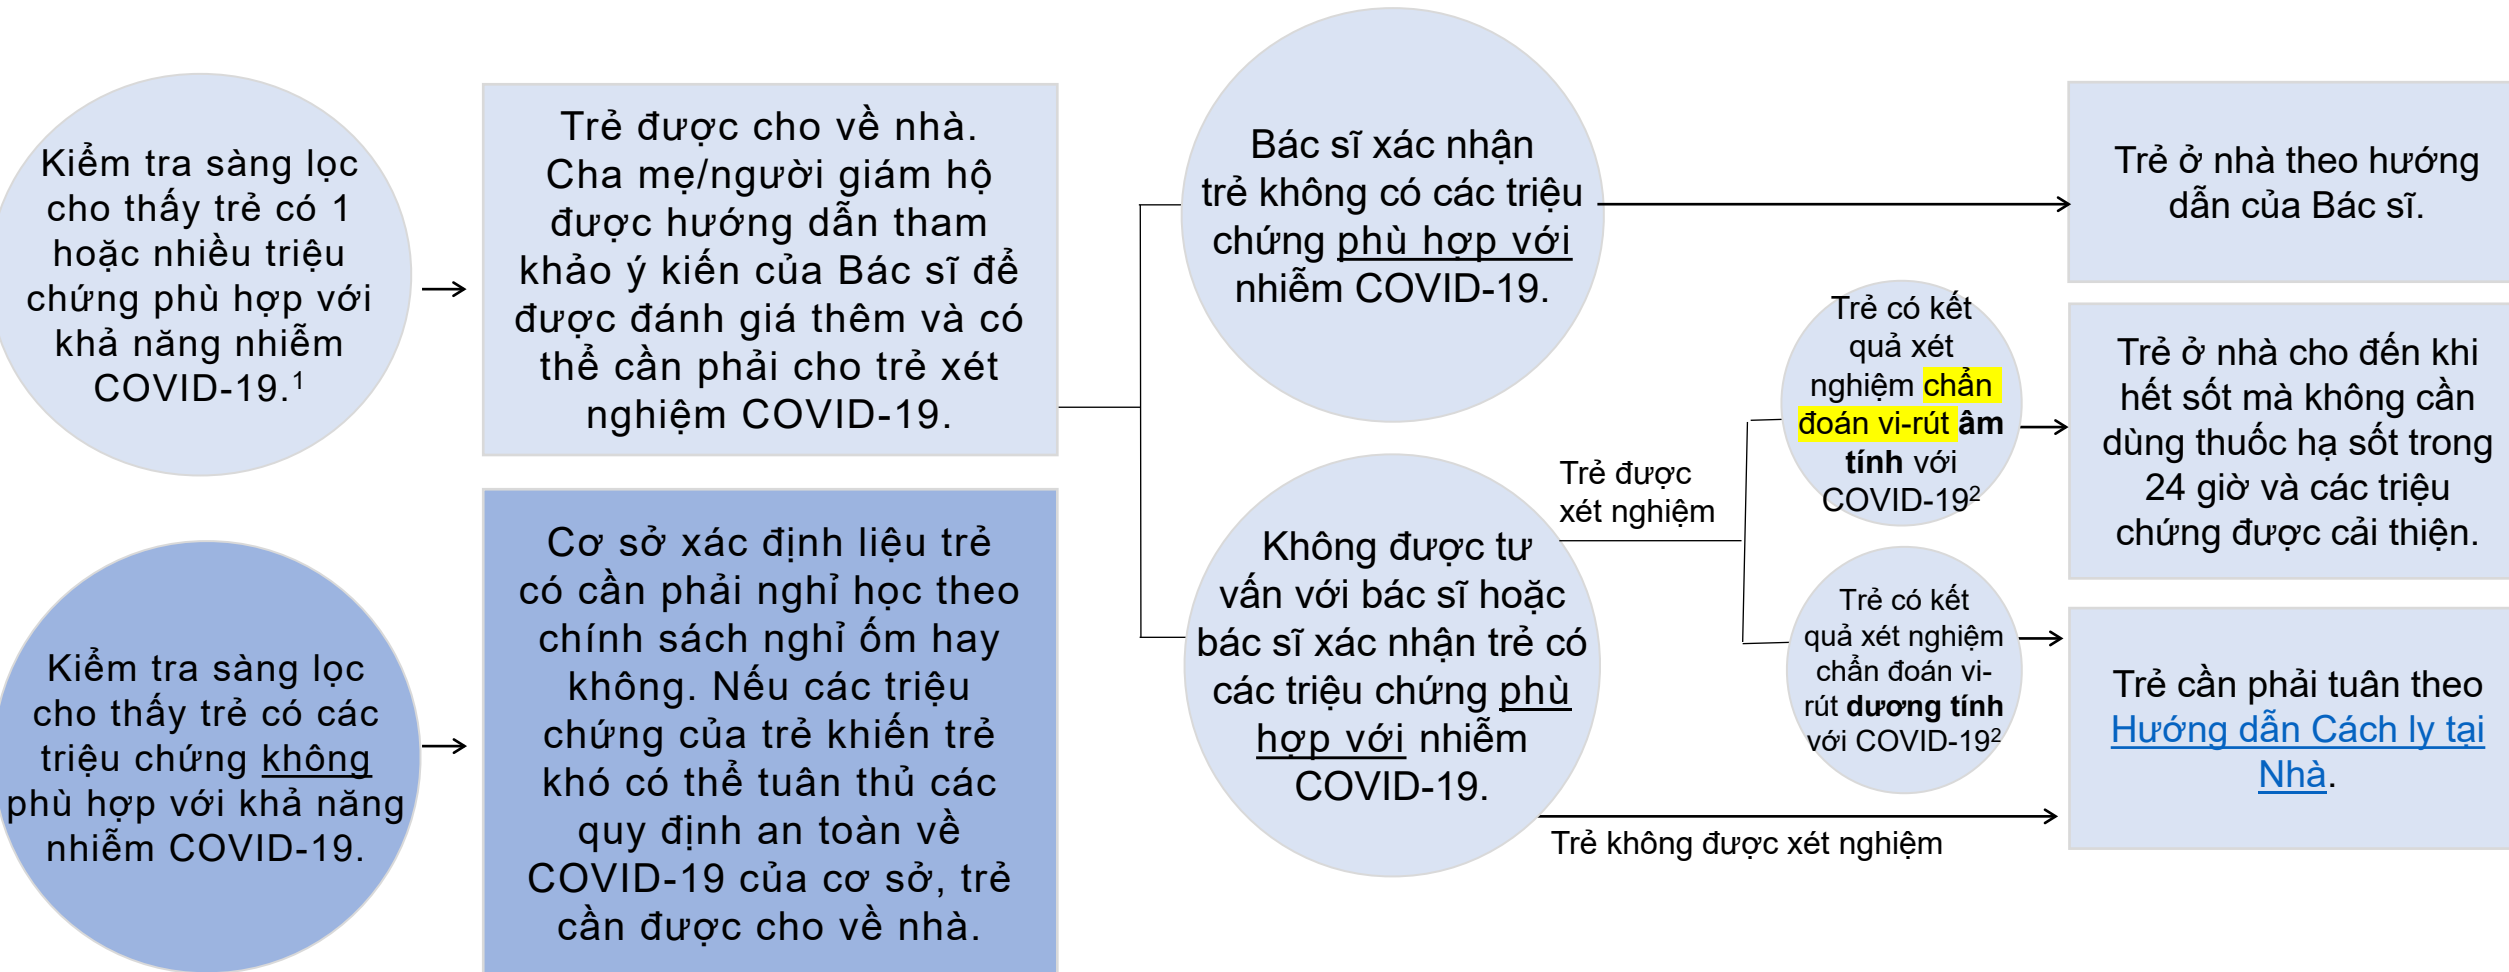 Kiểm tra sàng lọc
cho thấy trẻ có 1
hoặc nhiều triệu
chứng phù hợp với
khả năng nhiễm
COVID-19.¹
Trẻ được cho về nhà.
Cha mẹ/người giám hộ
được hướng dẫn tham
khảo ý kiến của Bác sĩ để
được đánh giá thêm và có
thể cần phải cho trẻ xét
nghiệm COVID-19.
Bác sĩ xác nhận
trẻ không có các triệu
chứng phù hợp với
nhiễm COVID-19.
Trẻ ở nhà theo hướng
dẫn của Bác sĩ.
Không được tư
vấn với bác sĩ hoặc
bác sĩ xác nhận trẻ có
các triệu chứng phù
hợp với nhiễm
COVID-19.
Trẻ được
xét nghiệm
Trẻ có kết
quả xét
nghiệm chẩn
đoán vi-rút âm
tính với
COVID-19²
Trẻ ở nhà cho đến khi
hết sốt mà không cần
dùng thuốc hạ sốt trong
24 giờ và các triệu
chứng được cải thiện.
Trẻ có kết
quả xét nghiệm
chẩn đoán vi-
rút dương tính
với COVID-19²
Trẻ cần phải tuân theo
Hướng dẫn Cách ly tại
Nhà.
Trẻ không được xét nghiệm
Kiểm tra sàng lọc
cho thấy trẻ có các
triệu chứng không
phù hợp với khả năng
nhiễm COVID-19.
Cơ sở xác định liệu trẻ
có cần phải nghỉ học theo
chính sách nghỉ ốm hay
không. Nếu các triệu
chứng của trẻ khiến trẻ
khó có thể tuân thủ các
quy định an toàn về
COVID-19 của cơ sở, trẻ
cần được cho về nhà.